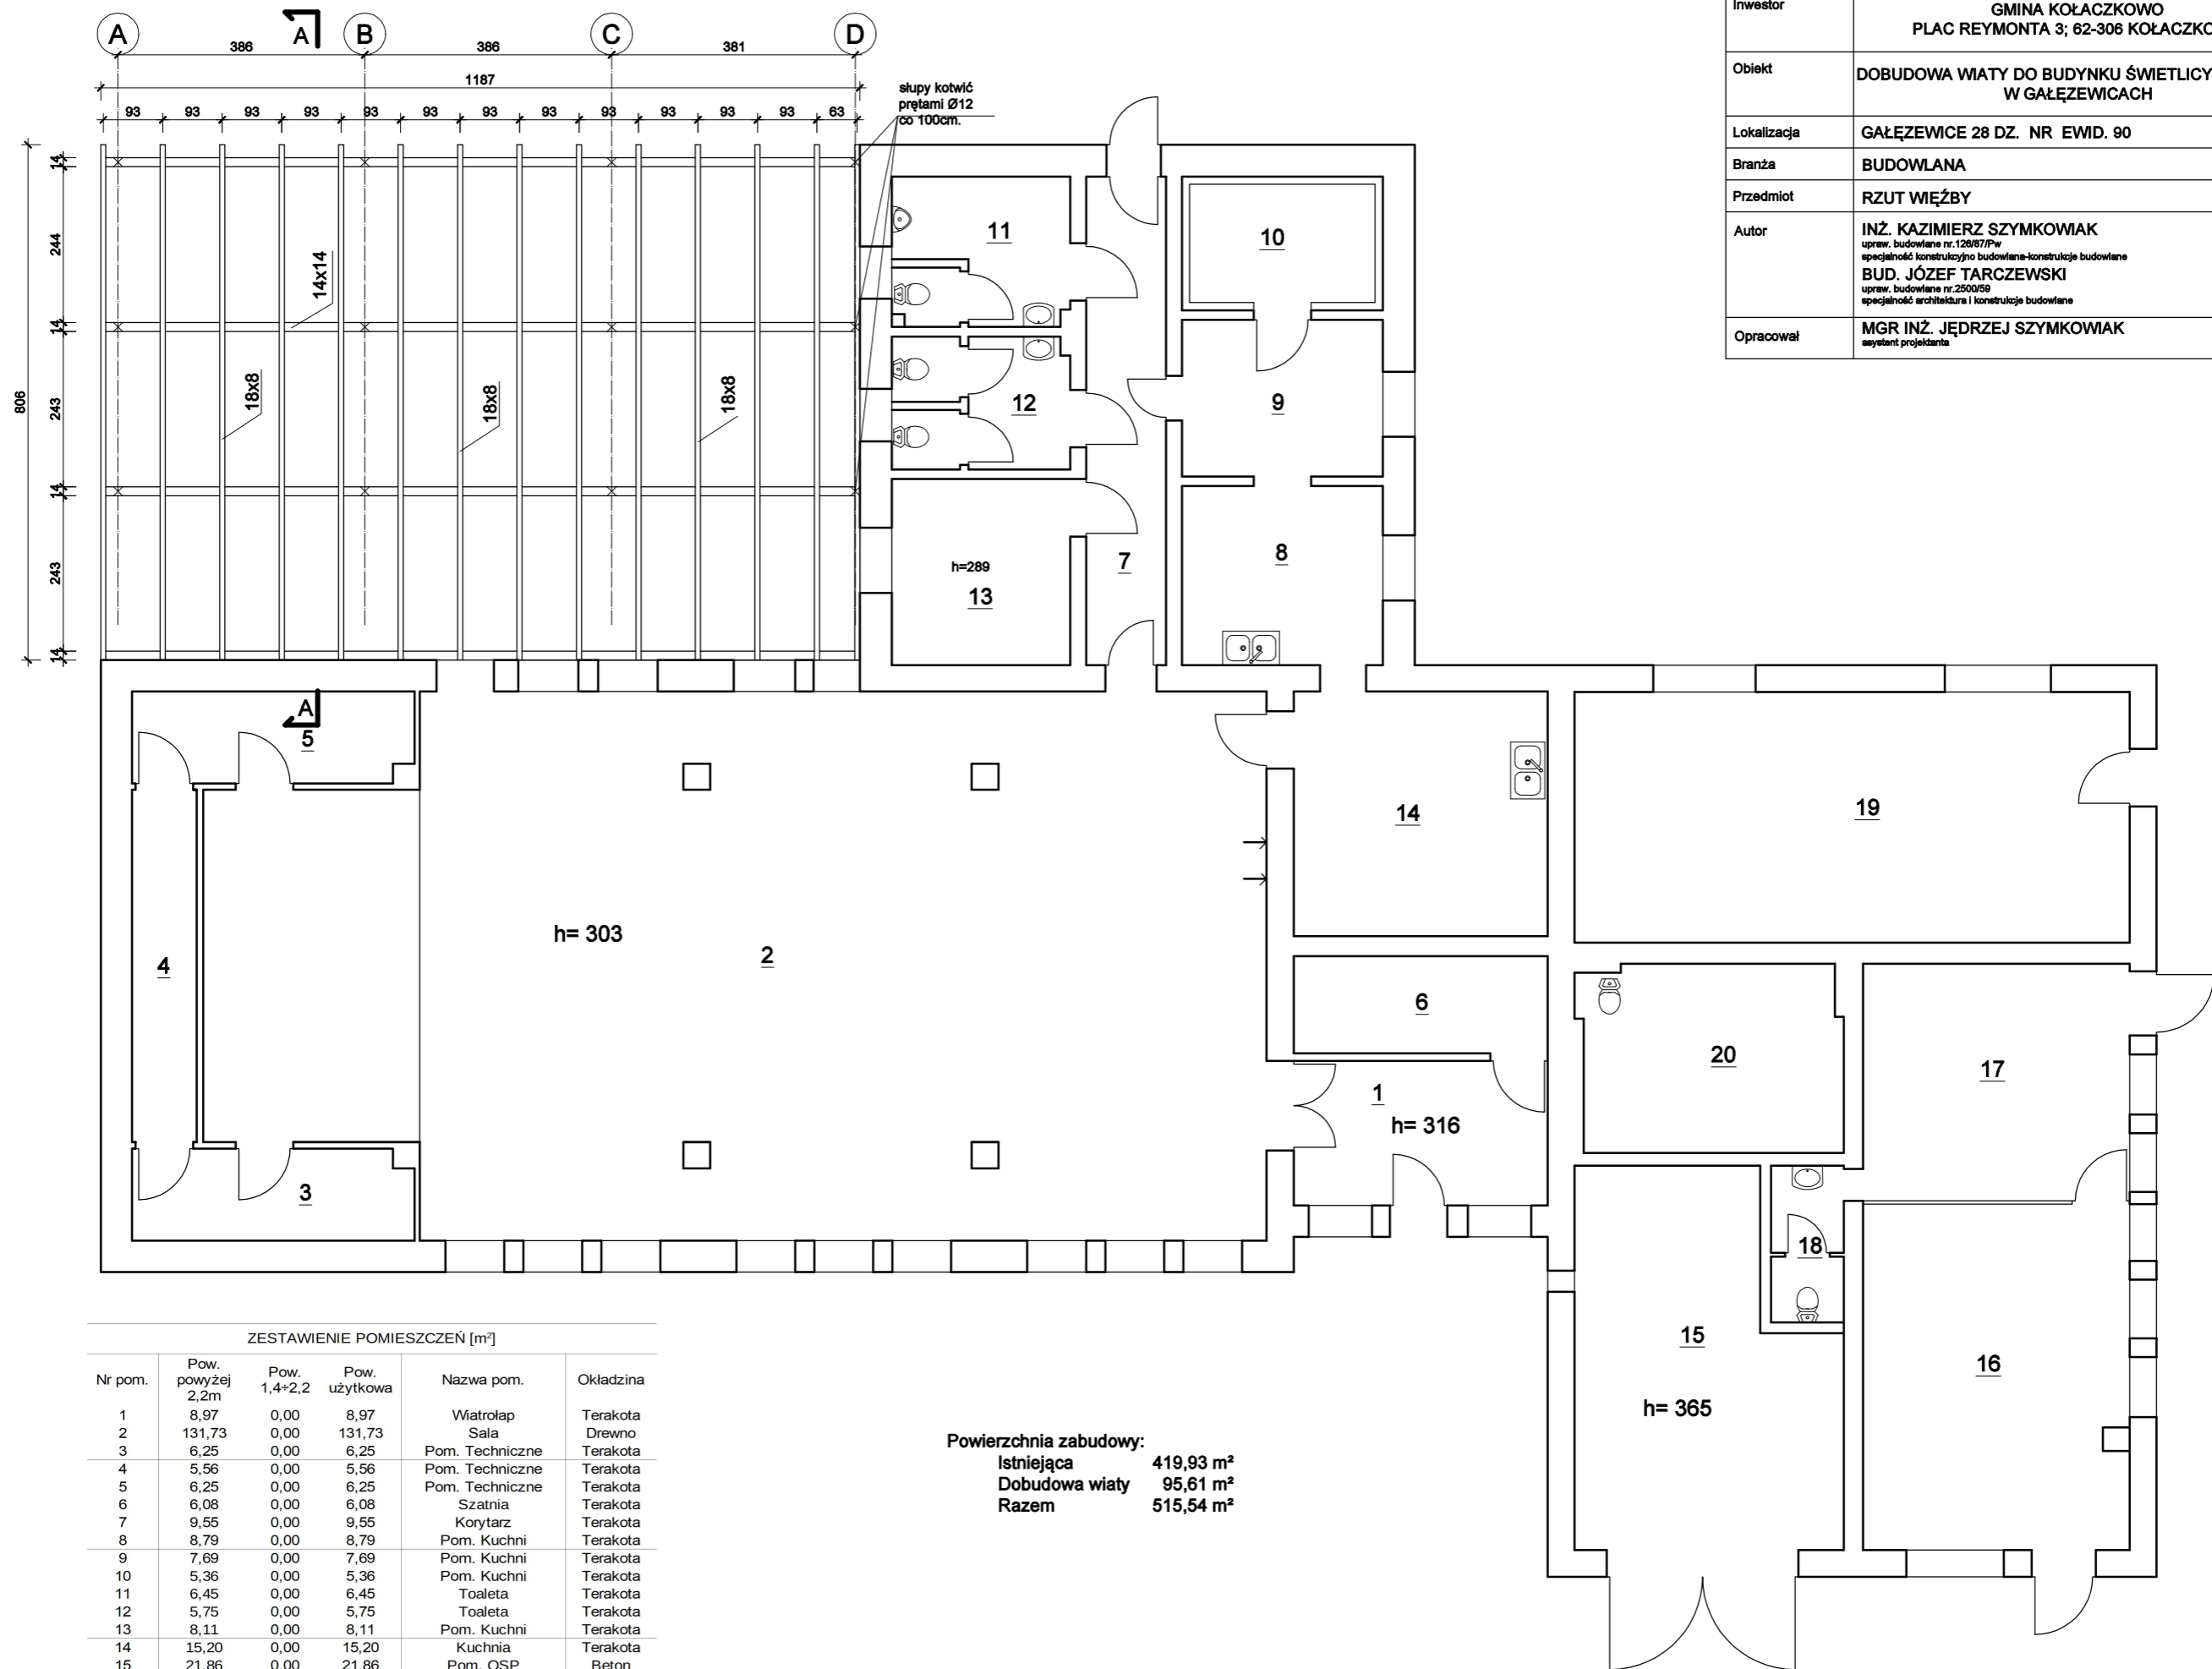 Inwestor
GMINA KOŁACZKOWO
PLAC REYMONTA 3; 62-306
Obiekt
DOBUDOWA WIATY DO BUDYNKU ŚWIETLICY
W GAŁĘZEWICACH
Lokalizacja GAŁĘZEWICE 28 DZ. NR EWID. 90
Branża BUDOWLANA
Przedmiot RZUT WIĘŹBY
Autor INŻ. KAZIMIERZ SZYMKOWIAK
upraw. budowlane nr.126/87/Pw
specjalność konstrukcyjno budowlana-konstrukcje budowlane
BUD. JÓZEF TARCZEWSKI
upraw. budowlane nr.2500/59
specjalność architektura i konstrukcje budowlane
Opracował MGR INŻ. JĘDRZEJ SZYMKOWIAK
asystent projektanta
A A B C D
386 386 381
1187
93 93 93 93 93 93 93 93 93 93 93 93 63
słupy kotwić
prętami Ø12
co 100cm.
14
244
14
243
14
243
14
806
14x14
18x8
18x8
18x8
11
10
12
9
h=289
13
7
8
A
5
14
19
h= 303
2
4
6
20
17
1
h= 316
3
18
15
16
h= 365
ZESTAWIENIE POMIESZCZEŃ [m²]
Nr pom. Pow. powyżej 2,2m Pow. 1,4÷2,2 Pow. użytkowa Nazwa pom. Okładzina
1 8,97 0,00 8,97 Wiatrołap Terakota
2 131,73 0,00 131,73 Sala Drewno
3 6,25 0,00 6,25 Pom. Techniczne Terakota
4 5,56 0,00 5,56 Pom. Techniczne Terakota
5 6,25 0,00 6,25 Pom. Techniczne Terakota
6 6,08 0,00 6,08 Szatnia Terakota
7 9,55 0,00 9,55 Korytarz Terakota
8 8,79 0,00 8,79 Pom. Kuchni Terakota
9 7,69 0,00 7,69 Pom. Kuchni Terakota
10 5,36 0,00 5,36 Pom. Kuchni Terakota
11 6,45 0,00 6,45 Toaleta Terakota
12 5,75 0,00 5,75 Toaleta Terakota
13 8,11 0,00 8,11 Pom. Kuchni Terakota
14 15,20 0,00 15,20 Kuchnia Terakota
15 21,86 0,00 21,86 Pom. OSP Beton
Powierzchnia zabudowy:
Istniejąca 419,93 m²
Dobudowa wiaty 95,61 m²
Razem 515,54 m²